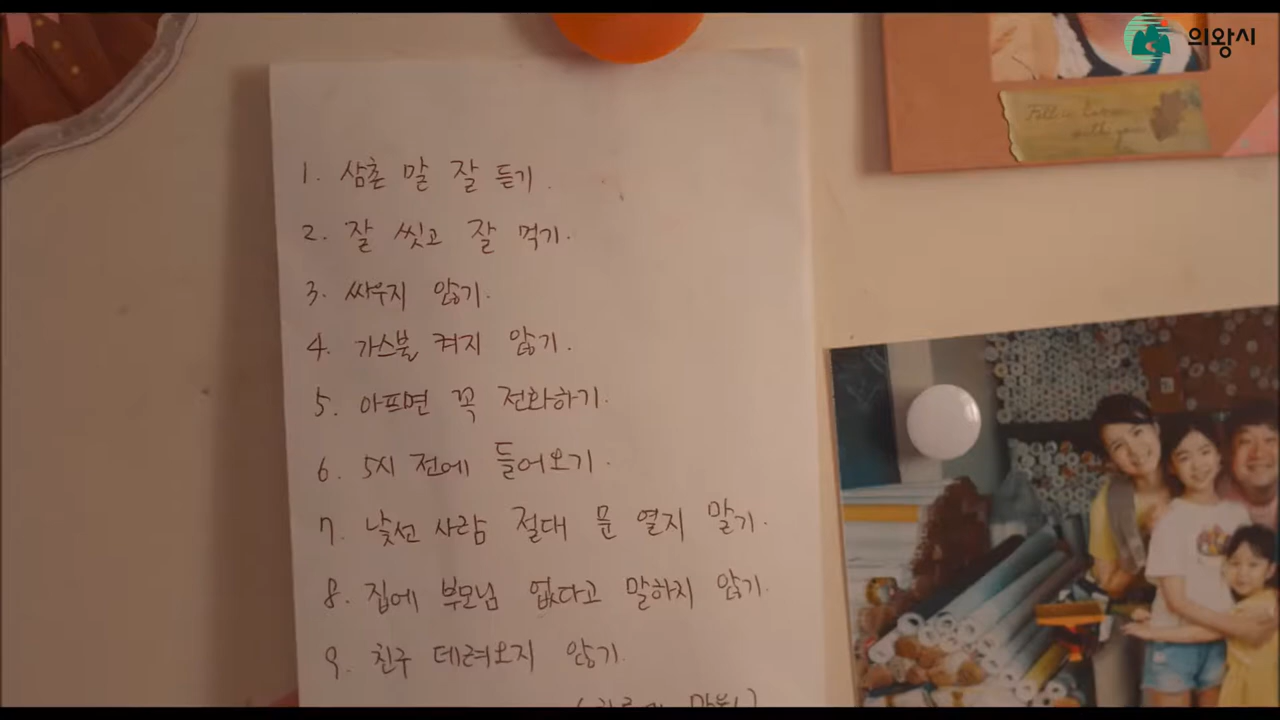 의왕시
1. 삼촌 말 잘 듣기.
2. 잘 씻고 잘 먹기.
3. 싸우지 않기.
4. 가스불 켜지 않기.
5. 아프면 꼭 전화하기.
6. 5시 전에 들어오기.
7. 낯선 사람 절대 문 열지 말기.
8. 집에 부모님 없다고 말하지 않기.
9. 친구 데려오지 않기.